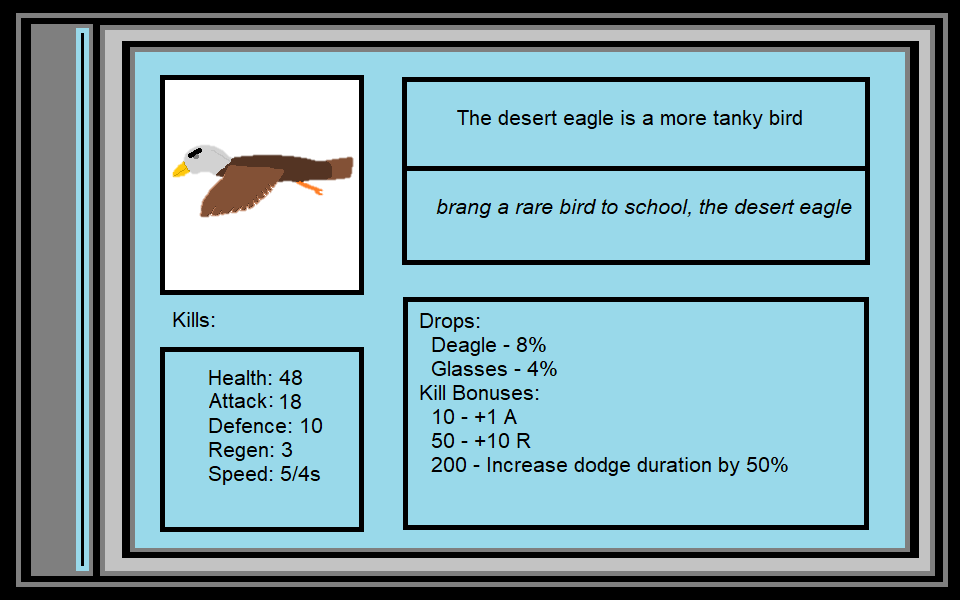 The desert eagle is a more tanky bird
brang a rare bird to school, the desert eagle
Kills:
Health: 48
Attack: 18
Defence: 10
Regen: 3
Speed: 5/4s
Drops:
Deagle - 8%
Glasses - 4%
Kill Bonuses:
10 - +1 A
50 - +10 R
200 - Increase dodge duration by 50%